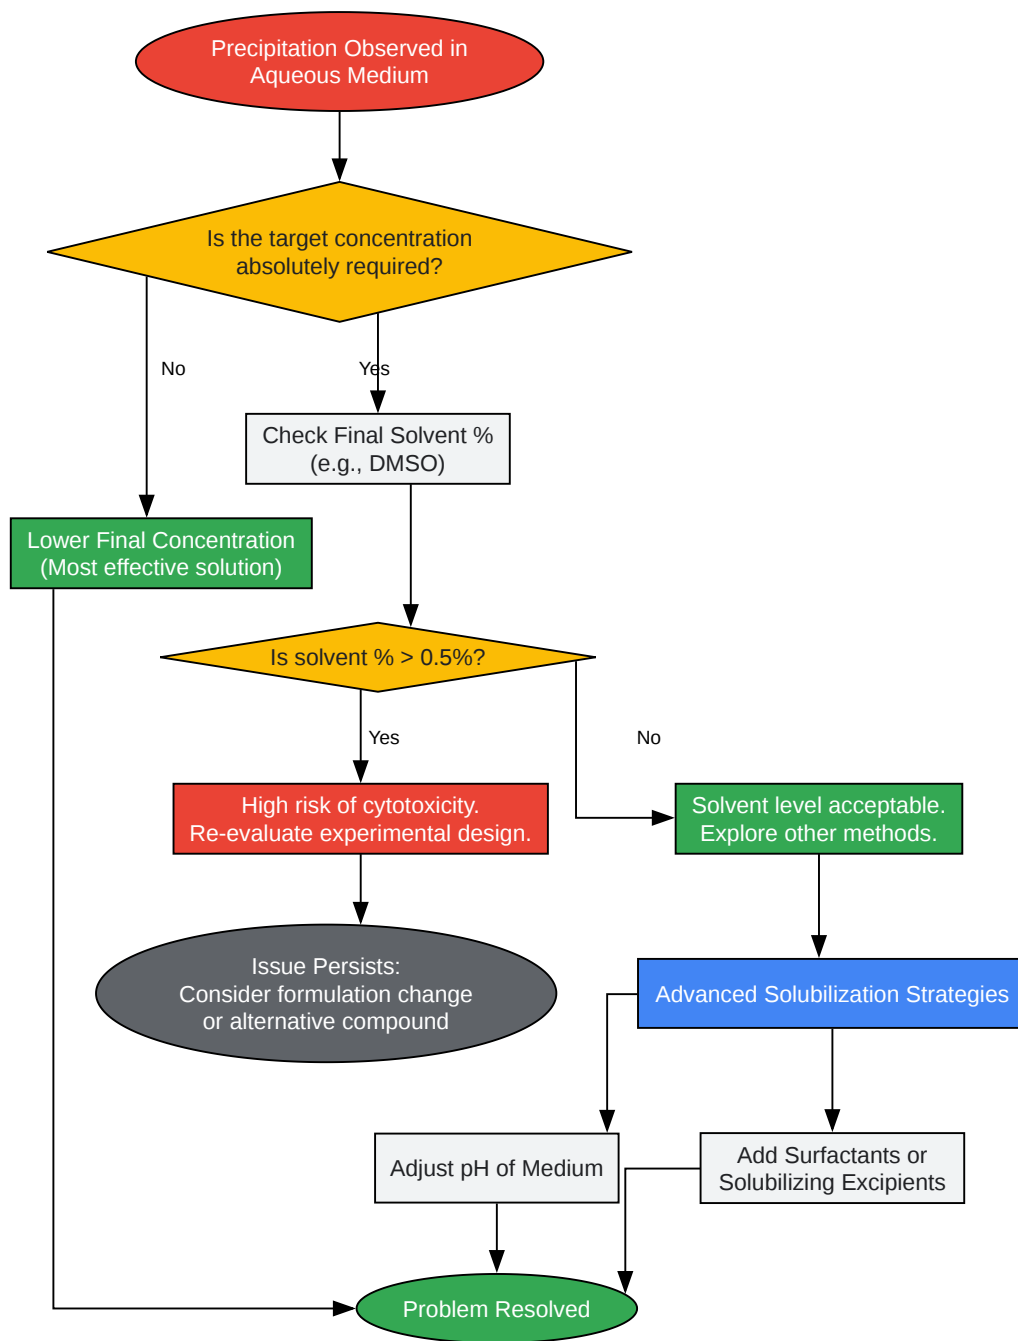 Precipitation Observed in
Aqueous Medium
Is the target concentration
absolutely required?
No
Yes
Check Final Solvent %
(e.g., DMSO)
Lower Final Concentration
(Most effective solution)
Is solvent % > 0.5%?
Yes
No
High risk of cytotoxicity.
Re-evaluate experimental design.
Solvent level acceptable.
Explore other methods.
Issue Persists:
Consider formulation change
or alternative compound
Advanced Solubilization Strategies
Adjust pH of Medium
Add Surfactants or
Solubilizing Excipients
Problem Resolved